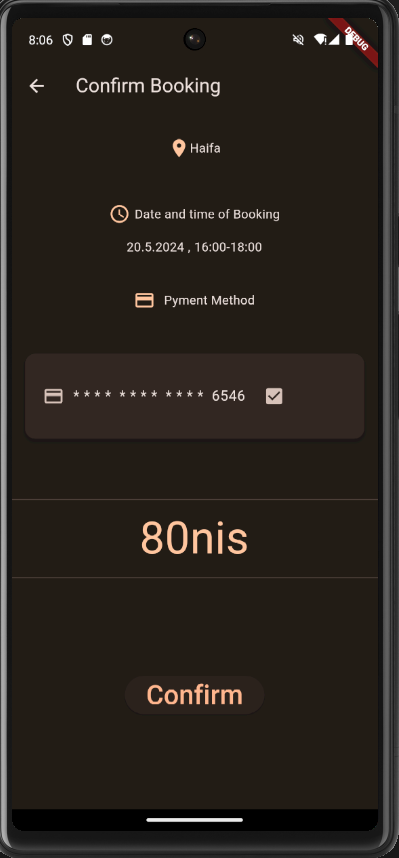 8:06
DEBUG
Confirm Booking
Haifa
Date and time of Booking
20.5.2024 , 16:00-18:00
Pyment Method
**** **** **** 6546
80nis
Confirm